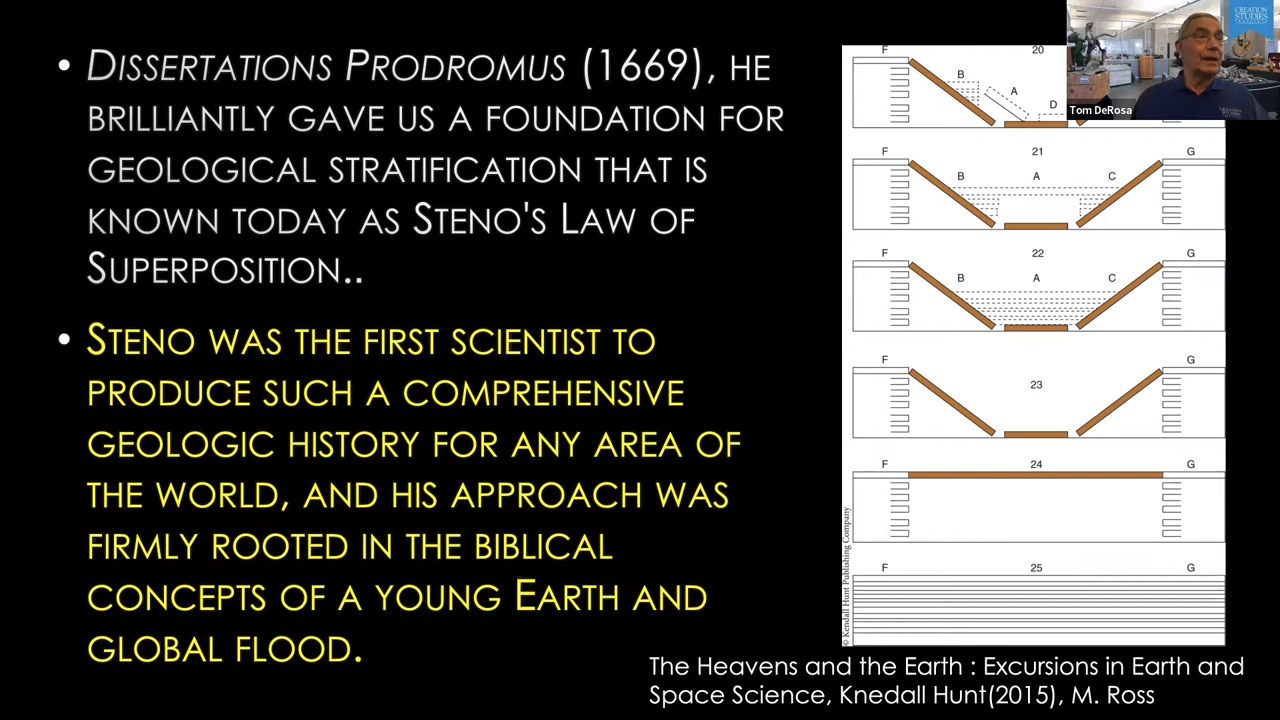 • Dissertations Prodromus (1669), he
brilliantly gave us a foundation for
geological stratification that is
known today as Steno's Law of
Superposition..
• Steno was the first scientist to
produce such a comprehensive
geologic history for any area of
the world, and his approach was
firmly rooted in the biblical
concepts of a young Earth and
global flood.
F 20
B A D
F 21 G
B A C
F 22 G
B A C
F G
23
F 24 G
F 25 G
© Kendall Hunt Publishing Company
The Heavens and the Earth : Excursions in Earth and
Space Science, Knedall Hunt(2015), M. Ross
Tom DeRosa
CREATION
STUDIES